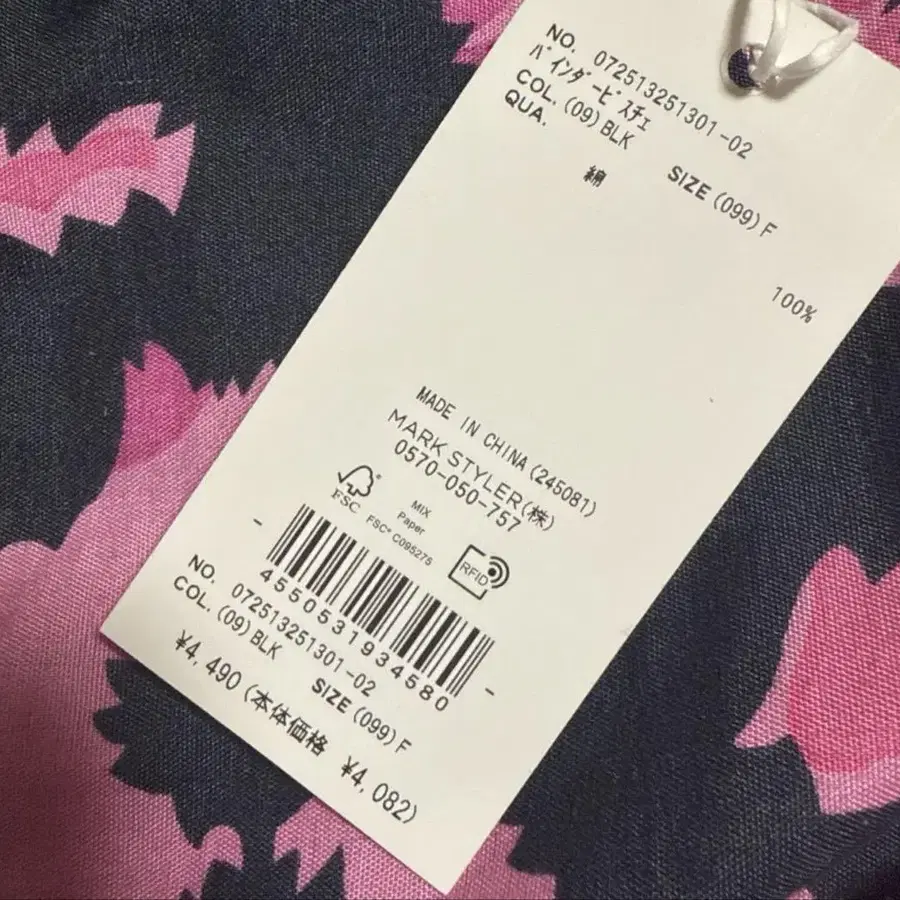 NO. 072513251301-02
ﾊﾞｲﾝﾀﾞｰﾋﾞｽﾁｪ
COL. (09) BLK SIZE (099) F
QUA.
綿 100%
MADE IN CHINA (245081)
MARK STYLER(株)
0570-050-757
FSC MIX
Paper
FSC® C095275
RFID
4550531934580
NO. 072513251301-02
COL. (09) BLK SIZE (099) F
¥4,490 (本体価格 ¥4,082)